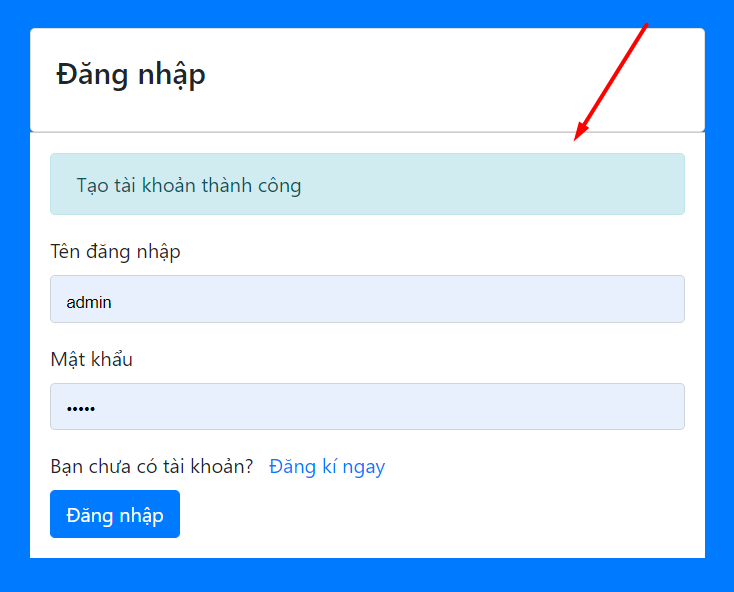 Đăng nhập
Tạo tài khoản thành công
Tên đăng nhập
admin
Mật khẩu
•••••
Bạn chưa có tài khoản? Đăng kí ngay
Đăng nhập